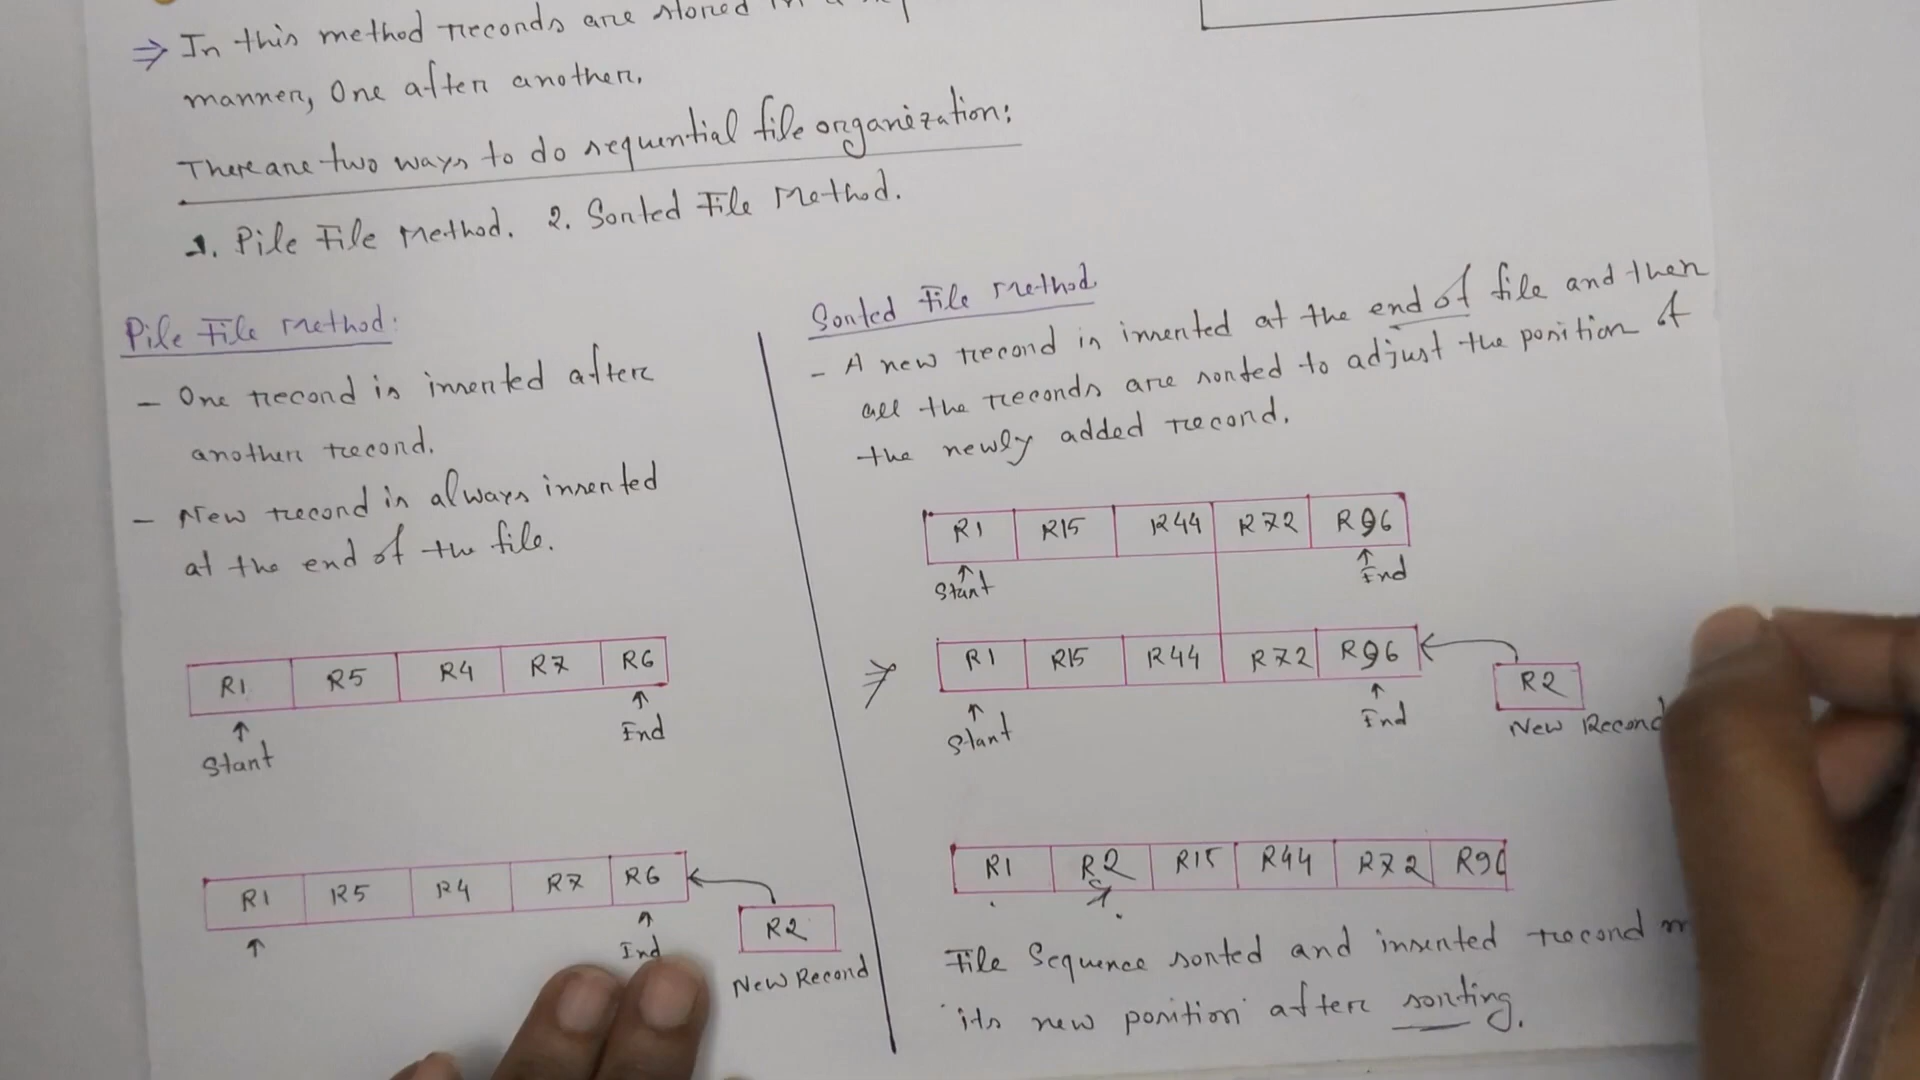 ⇒ In this method records are stored in a
manner, One after another.
There are two ways to do sequential file organization:
1. Pile File Method. 2. Sorted File Method.
Pile File Method:
- One record is inserted after
another record.
- New record is always inserted
at the end of the file.
R1 R5 R4 R7 R6
↑ Start ↑ End
R1 R5 R4 R7 R6
↑ ↑ End
R2
New Record
Sorted File Method
- A new record is inserted at the end of file and then
all the records are sorted to adjust the position of
the newly added record.
R1 R15 R44 R72 R96
↑ Start ↑ End
⇒ R1 R15 R44 R72 R96
↑ Start ↑ End
R2
New Record
R1 R2 R15 R44 R72
File Sequence sorted and inserted record
its new position after sorting.